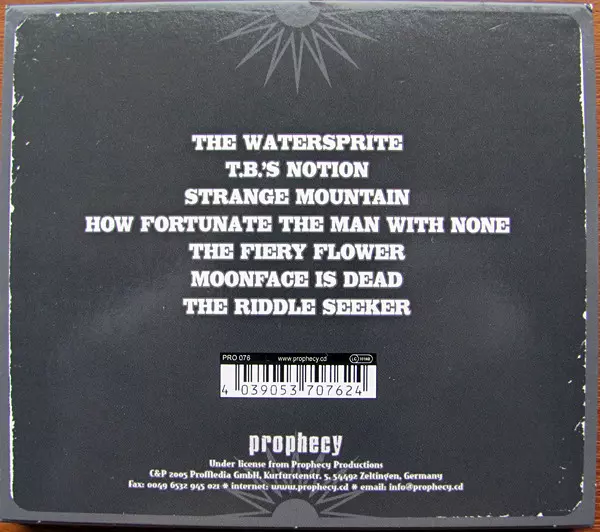 THE WATERSPRITE
T.B.'S NOTION
STRANGE MOUNTAIN
HOW FORTUNATE THE MAN WITH NONE
THE FIERY FLOWER
MOONFACE IS DEAD
THE RIDDLE SEEKER
PRO 076 www.prophecy.cd LC
4 039053 707624
prophecy
Under license from Prophecy Productions
C&P 2005 ProMedia GmbH, Kurfürstenstr. 5, 54492 Zeltingen, Germany
Fax: 0049 6532 945 021 * internet: www.prophecy.cd * email: info@prophecy.cd